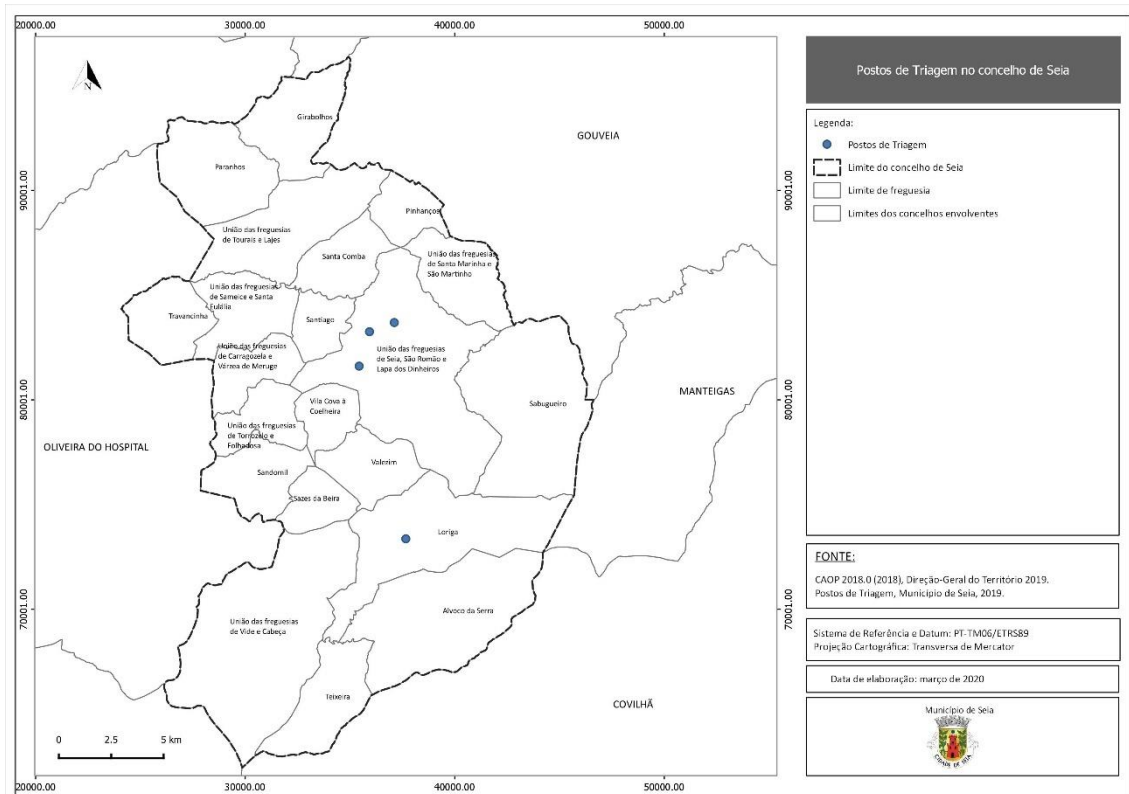 20000.00
30000.00
40000.00
50000.00
90001.00
80001.00
70001.00
90001.00
80001.00
70001.00
N
GOUVEIA
MANTEIGAS
COVILHÃ
OLIVEIRA DO HOSPITAL
Girabolhos
Paranhos
Pinhanços
União das freguesias
de Tourais e Lajes
Santa Comba
União das freguesias
de Santa Marinha e
São Martinho
União das freguesias
de Sameice e Santa
Eulália
Travancinha
Santiago
União das freguesias
de Carragozela e
Várzea de Meruge
União das freguesias
de Seia, São Romão e
Lapa dos Dinheiros
Sabugueiro
Vila Cova à
Coelheira
União das freguesias
de Torrozelo e
Folhadosa
Sandomil
Valezim
Sazes da Beira
Loriga
Alvoco da Serra
União das freguesias
de Vide e Cabeça
Teixeira
0 2.5 5 km
20000.00
30000.00
40000.00
50000.00
Postos de Triagem no concelho de Seia
Legenda:
Postos de Triagem
Limite do concelho de Seia
Limite de freguesia
Limites dos concelhos envolventes
FONTE:
CAOP 2018.0 (2018), Direção-Geral do Território 2019.
Postos de Triagem, Município de Seia, 2019.
Sistema de Referência e Datum: PT-TM06/ETRS89
Projeção Cartográfica: Transversa de Mercator
Data de elaboração: março de 2020
Município de Seia
CIDADE DE SEIA